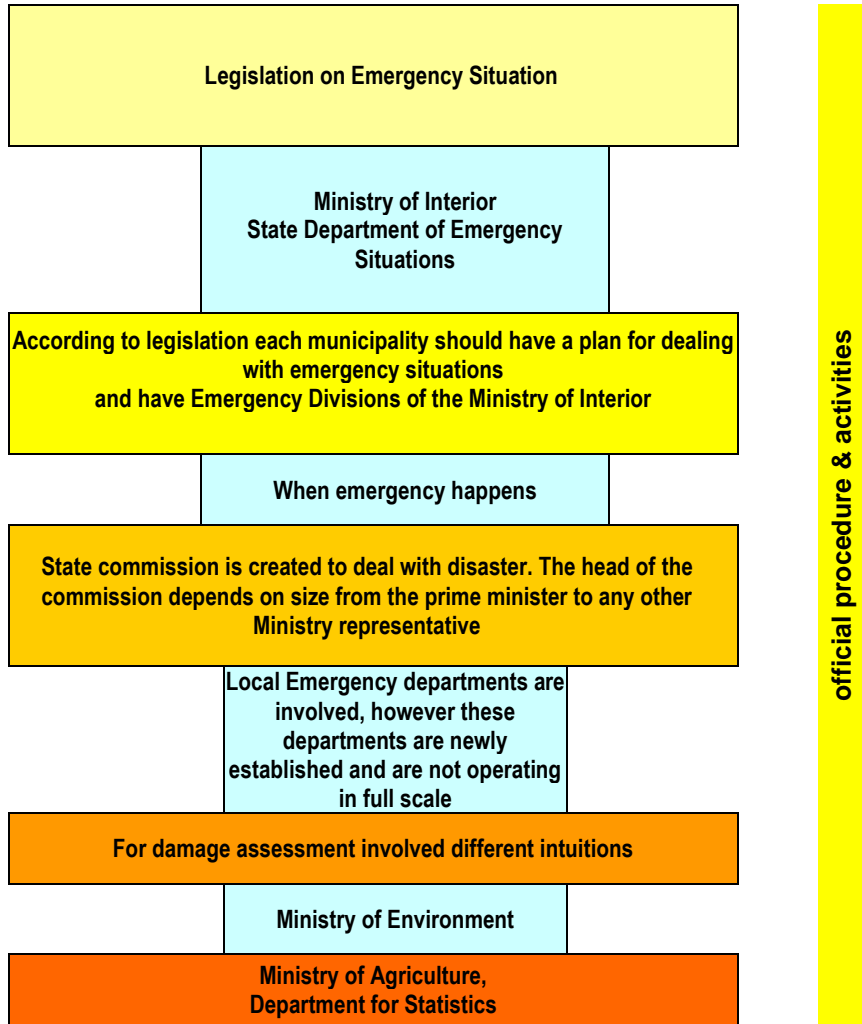 Legislation on Emergency Situation
Ministry of Interior
State Department of Emergency
Situations
According to legislation each municipality should have a plan for dealing
with emergency situations
and have Emergency Divisions of the Ministry of Interior
When emergency happens
State commission is created to deal with disaster. The head of the
commission depends on size from the prime minister to any other
Ministry representative
Local Emergency departments are
involved, however these
departments are newly
established and are not operating
in full scale
For damage assessment involved different intuitions
Ministry of Environment
Ministry of Agriculture,
Department for Statistics
official procedure & activities